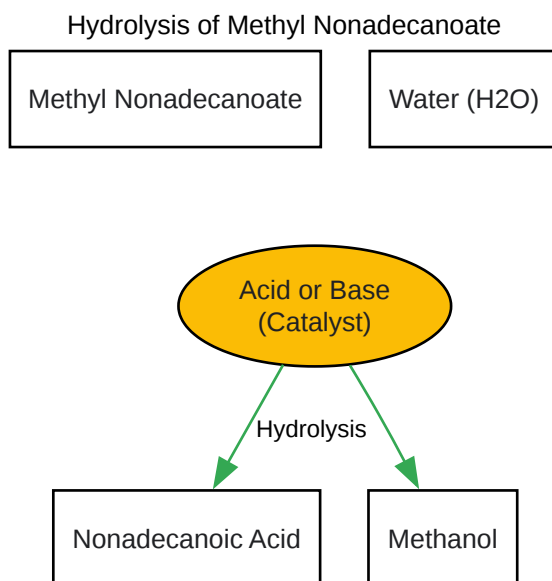 Hydrolysis of Methyl Nonadecanoate
Methyl Nonadecanoate
Water (H2O)
Acid or Base
(Catalyst)
Hydrolysis
Nonadecanoic Acid
Methanol